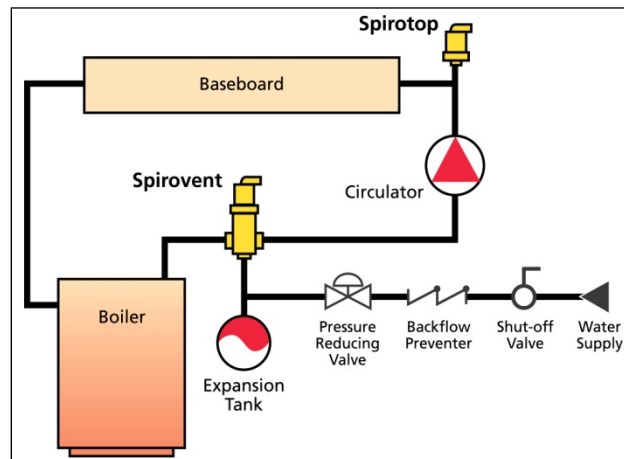 Spirotop
Baseboard
Spirovent
Circulator
Boiler
Pressure
Reducing
Valve
Backflow
Preventer
Shut-off
Valve
Water
Supply
Expansion
Tank